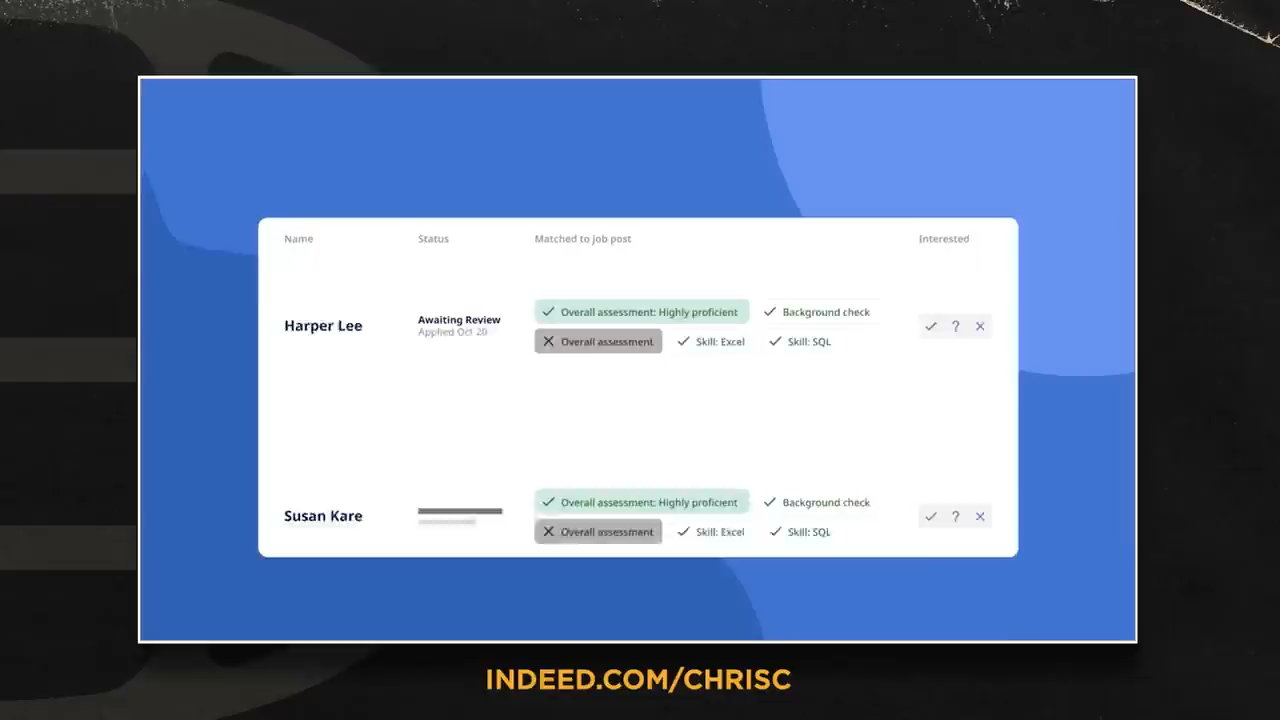 Name Status Matched to job post Interested
Harper Lee
Awaiting Review
Applied Oct 20
Overall assessment: Highly proficient Background check
Overall assessment Skill: Excel Skill: SQL
?
Susan Kare
Overall assessment: Highly proficient Background check
Overall assessment Skill: Excel Skill: SQL
?
INDEED.COM/CHRISC